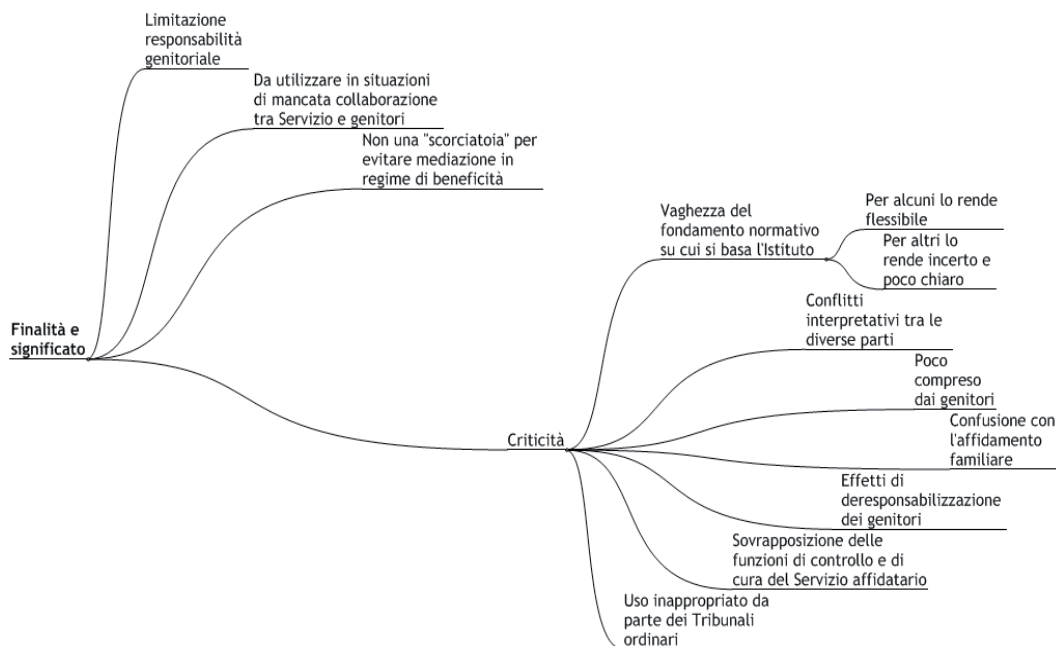 Limitazione
responsabilità
genitoriale
Da utilizzare in situazioni
di mancata collaborazione
tra Servizio e genitori
Non una "scorciatoia" per
evitare mediazione in
regime di beneficità
Finalità e
significato
Criticità
Vaghezza del
fondamento normativo
su cui si basa l'Istituto
Per alcuni lo rende
flessibile
Per altri lo
rende incerto e
poco chiaro
Conflitti
interpretativi tra le
diverse parti
Poco
compreso
dai genitori
Confusione con
l'affidamento
familiare
Effetti di
deresponsabilizzazione
dei genitori
Sovrapposizione delle
funzioni di controllo e di
cura del Servizio affidatario
Uso inappropriato da
parte dei Tribunali
ordinari